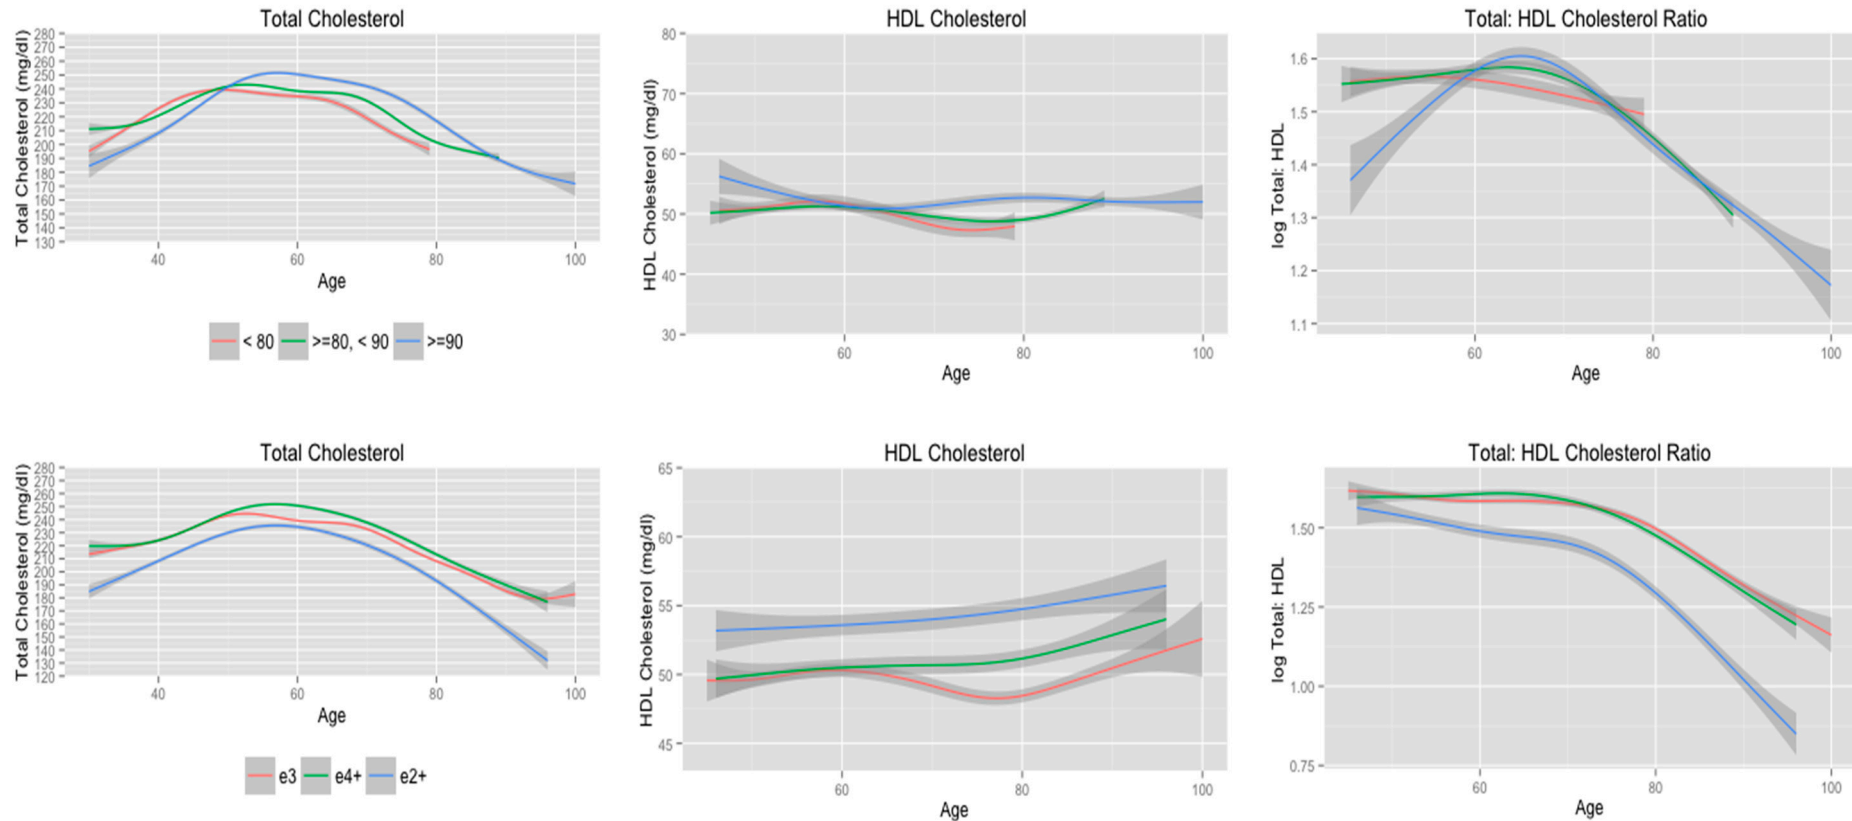 Total Cholesterol
Total Cholesterol (mg/dl)
280
270
260
250
240
230
220
210
200
190
180
170
160
150
140
130
40 60 80 100
Age
< 80 >=80, < 90 >=90
HDL Cholesterol
HDL Cholesterol (mg/dl)
80
70
60
50
40
30
60 80 100
Age
Total: HDL Cholesterol Ratio
log Total: HDL
1.6
1.5
1.4
1.3
1.2
1.1
60 80 100
Age
Total Cholesterol
Total Cholesterol (mg/dl)
280
270
260
250
240
230
220
210
200
190
180
170
160
150
140
130
120
40 60 80 100
Age
e3 e4+ e2+
HDL Cholesterol
HDL Cholesterol (mg/dl)
65
60
55
50
45
60 80 100
Age
Total: HDL Cholesterol Ratio
log Total: HDL
1.50
1.25
1.00
0.75
60 80 100
Age